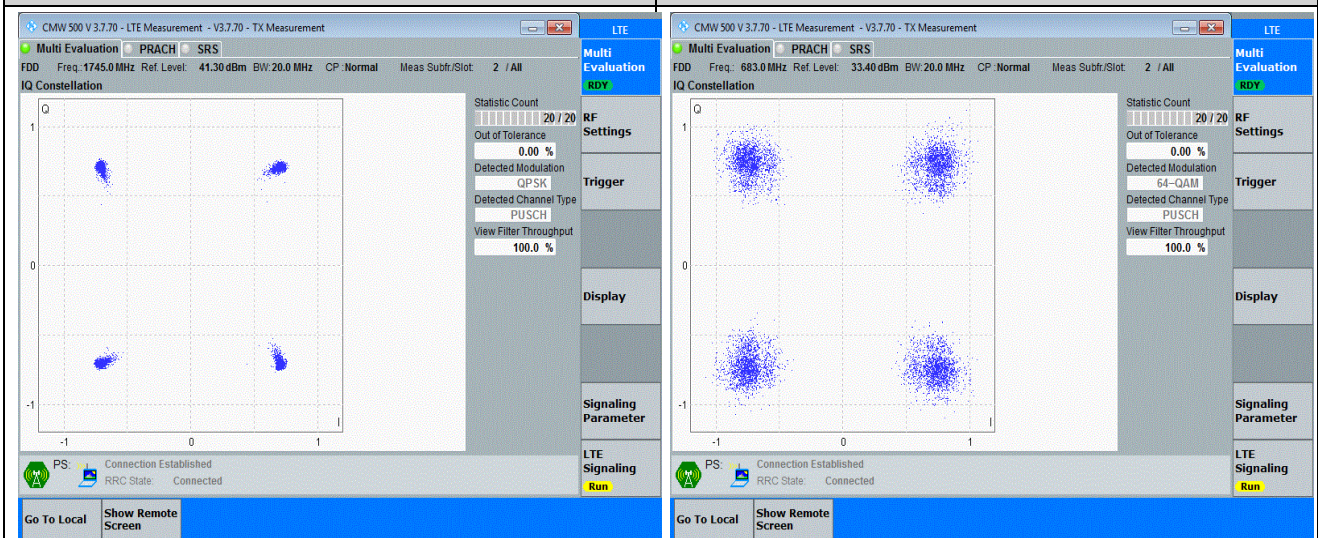 CMW 500 V 3.7.70 - LTE Measurement - V3.7.70 - TX Measurement
Multi Evaluation PRACH SRS
FDD Freq.: 1745.0 MHz Ref. Level: 41.30 dBm BW: 20.0 MHz CP : Normal Meas Subfr./Slot: 2 / All
IQ Constellation
Q
1
0
-1
I
-1 0 1
Statistic Count
20 / 20
Out of Tolerance
0.00 %
Detected Modulation
QPSK
Detected Channel Type
PUSCH
View Filter Throughput
100.0 %
PS: Connection Established
RRC State: Connected
LTE
Multi
Evaluation
RDY
RF
Settings
Trigger
Display
Signaling
Parameter
LTE
Signaling
Run
Go To Local
Show Remote
Screen
CMW 500 V 3.7.70 - LTE Measurement - V3.7.70 - TX Measurement
Multi Evaluation PRACH SRS
FDD Freq.: 683.0 MHz Ref. Level: 33.40 dBm BW: 20.0 MHz CP : Normal Meas Subfr./Slot: 2 / All
IQ Constellation
Q
1
0
-1
I
-1 0 1
Statistic Count
20 / 20
Out of Tolerance
0.00 %
Detected Modulation
64-QAM
Detected Channel Type
PUSCH
View Filter Throughput
100.0 %
PS: Connection Established
RRC State: Connected
LTE
Multi
Evaluation
RDY
RF
Settings
Trigger
Display
Signaling
Parameter
LTE
Signaling
Run
Go To Local
Show Remote
Screen